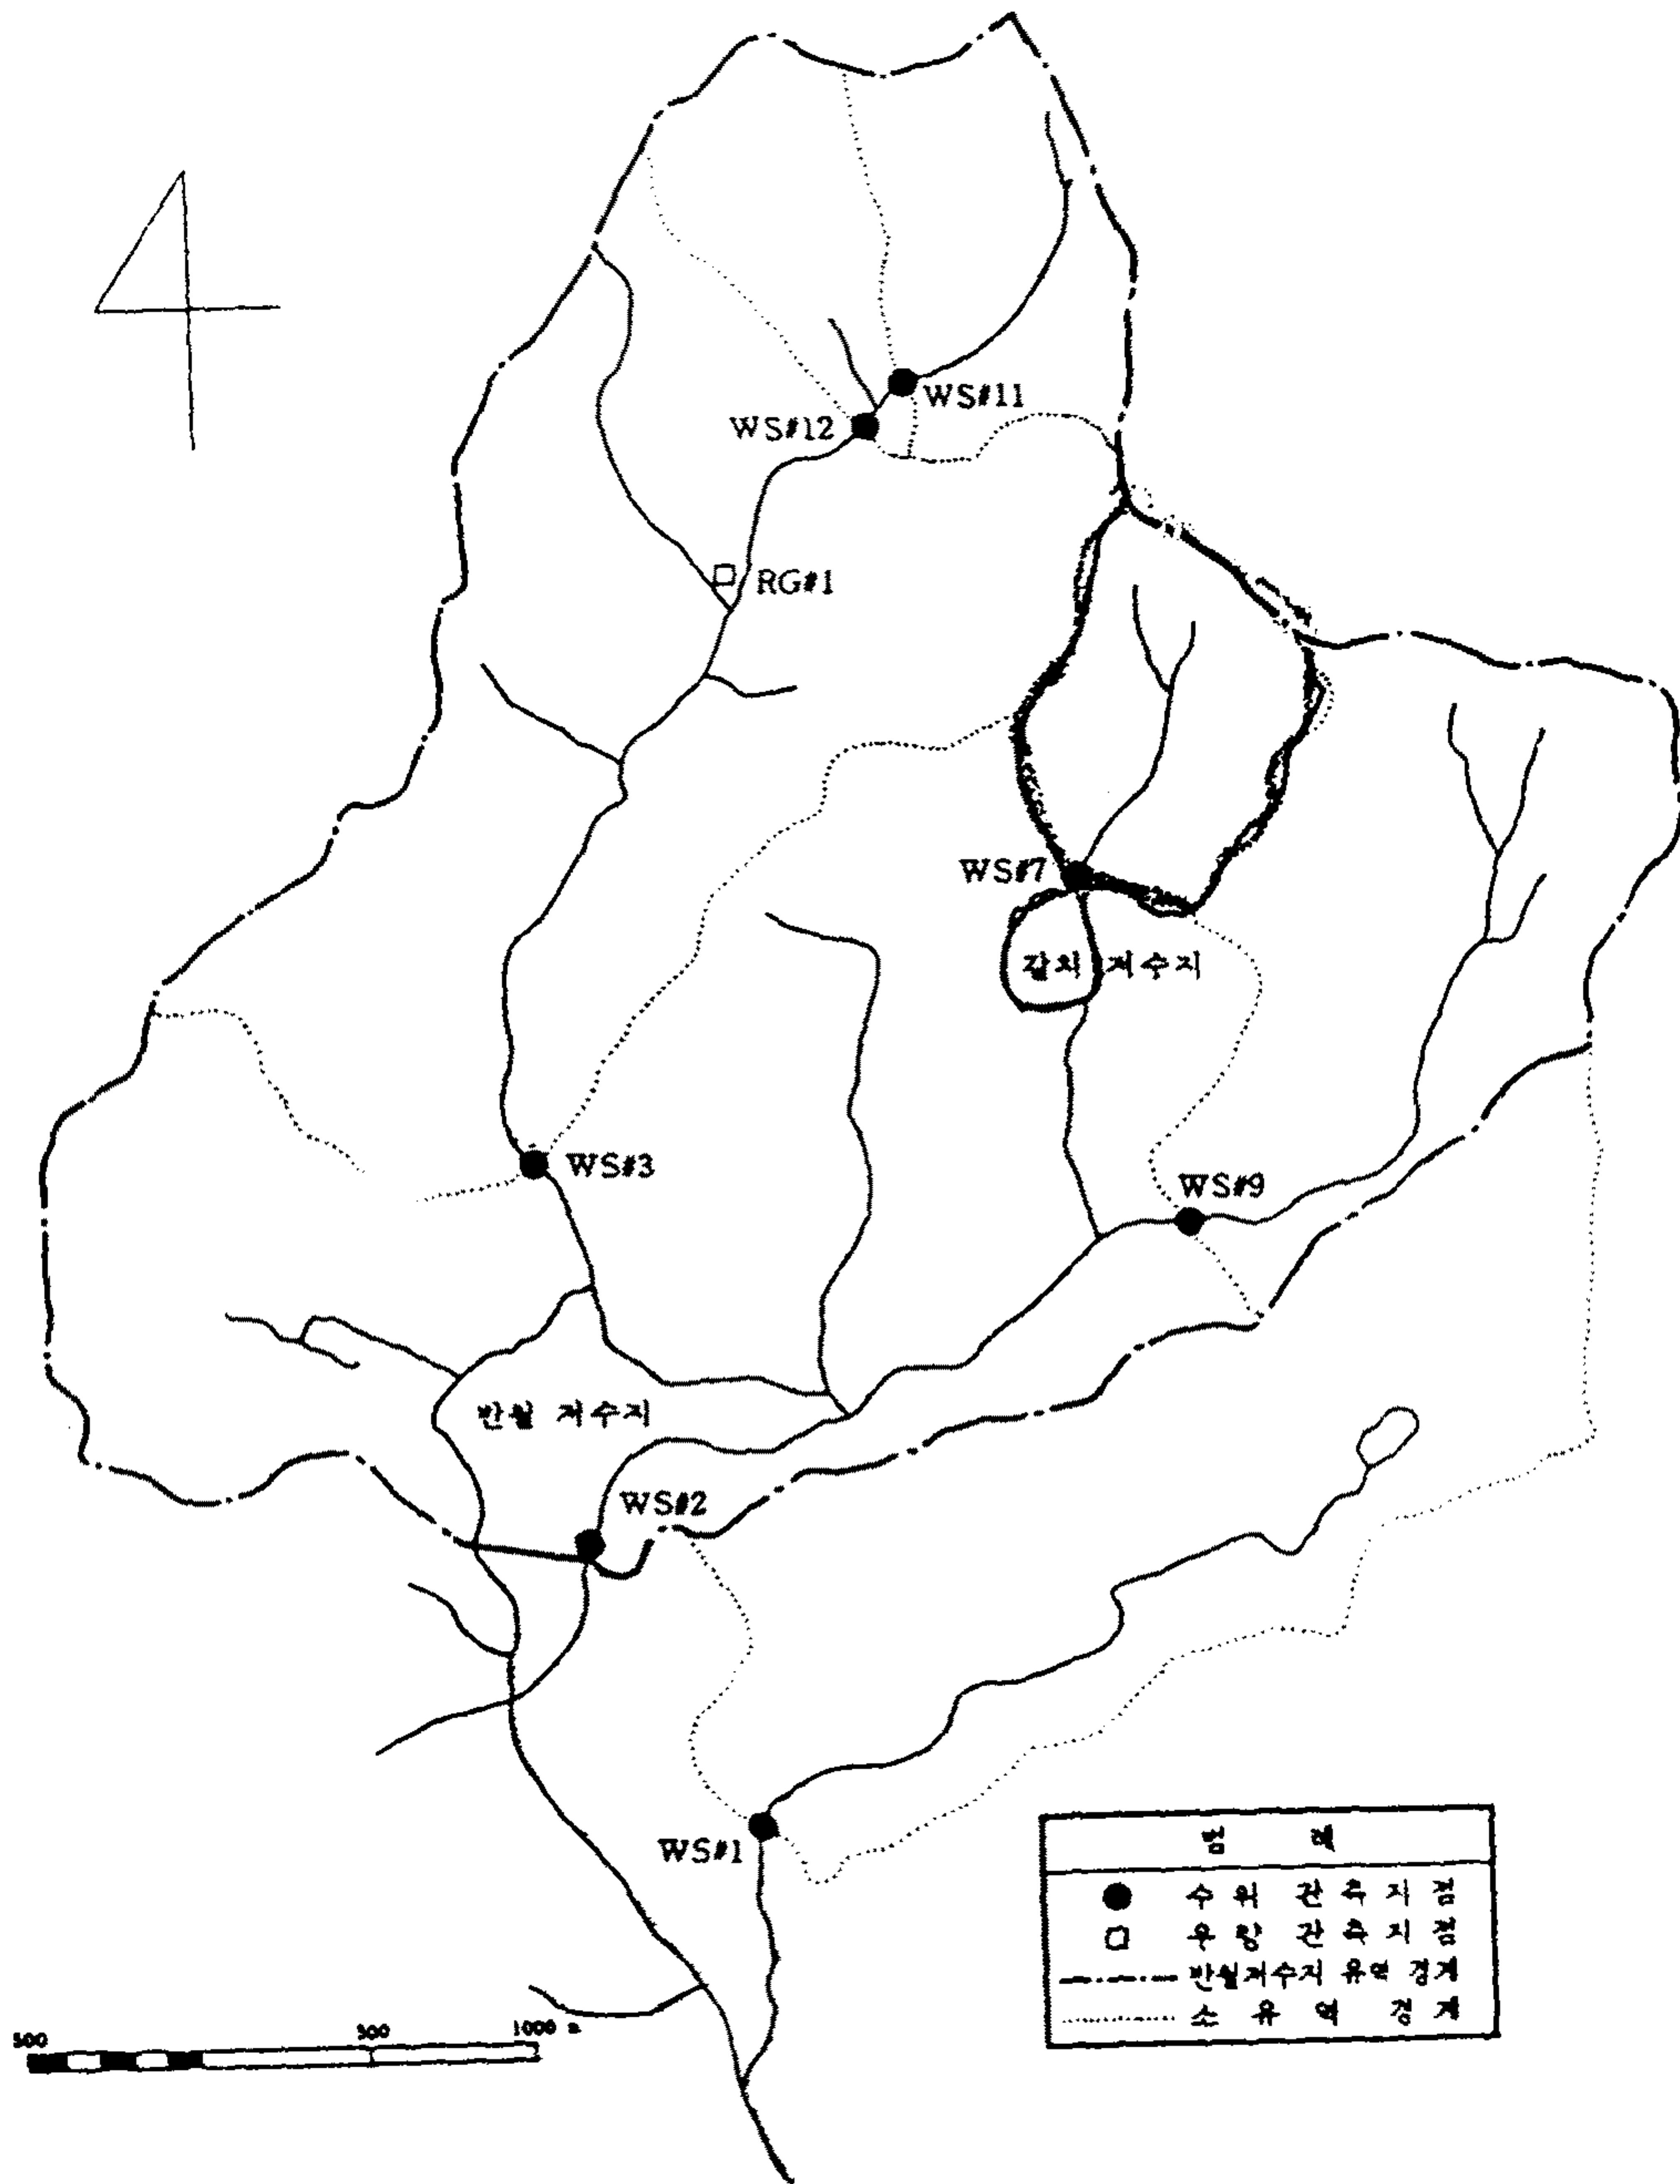 WS#11
WS#12
RG#1
WS#7
갈치 저수지
WS#3
WS#9
반월 저수지
WS#2
WS#1
범 례
수 위 관 측 지 점
우 량 관 측 지 점
반월저수지 유역 경계
소 유 역 경 계
500 500 1000 m